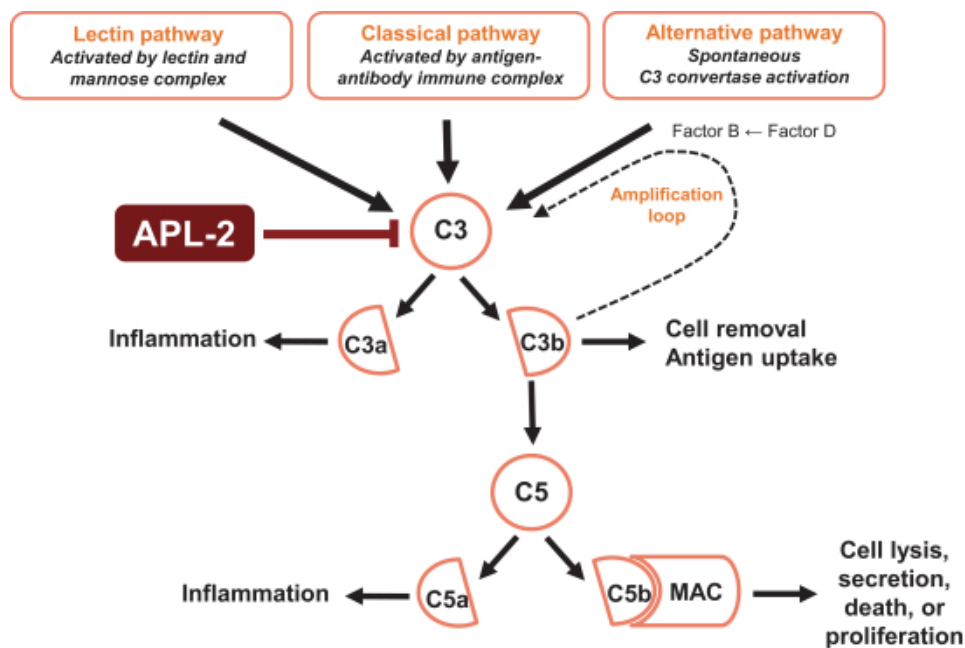 Lectin pathway
Activated by lectin and
mannose complex
Classical pathway
Activated by antigen-
antibody immune complex
Alternative pathway
Spontaneous
C3 convertase activation
Factor B ← Factor D
Amplification
loop
APL-2
C3
Inflammation
C3a
C3b
Cell removal
Antigen uptake
C5
Inflammation
C5a
C5b
MAC
Cell lysis,
secretion,
death, or
proliferation